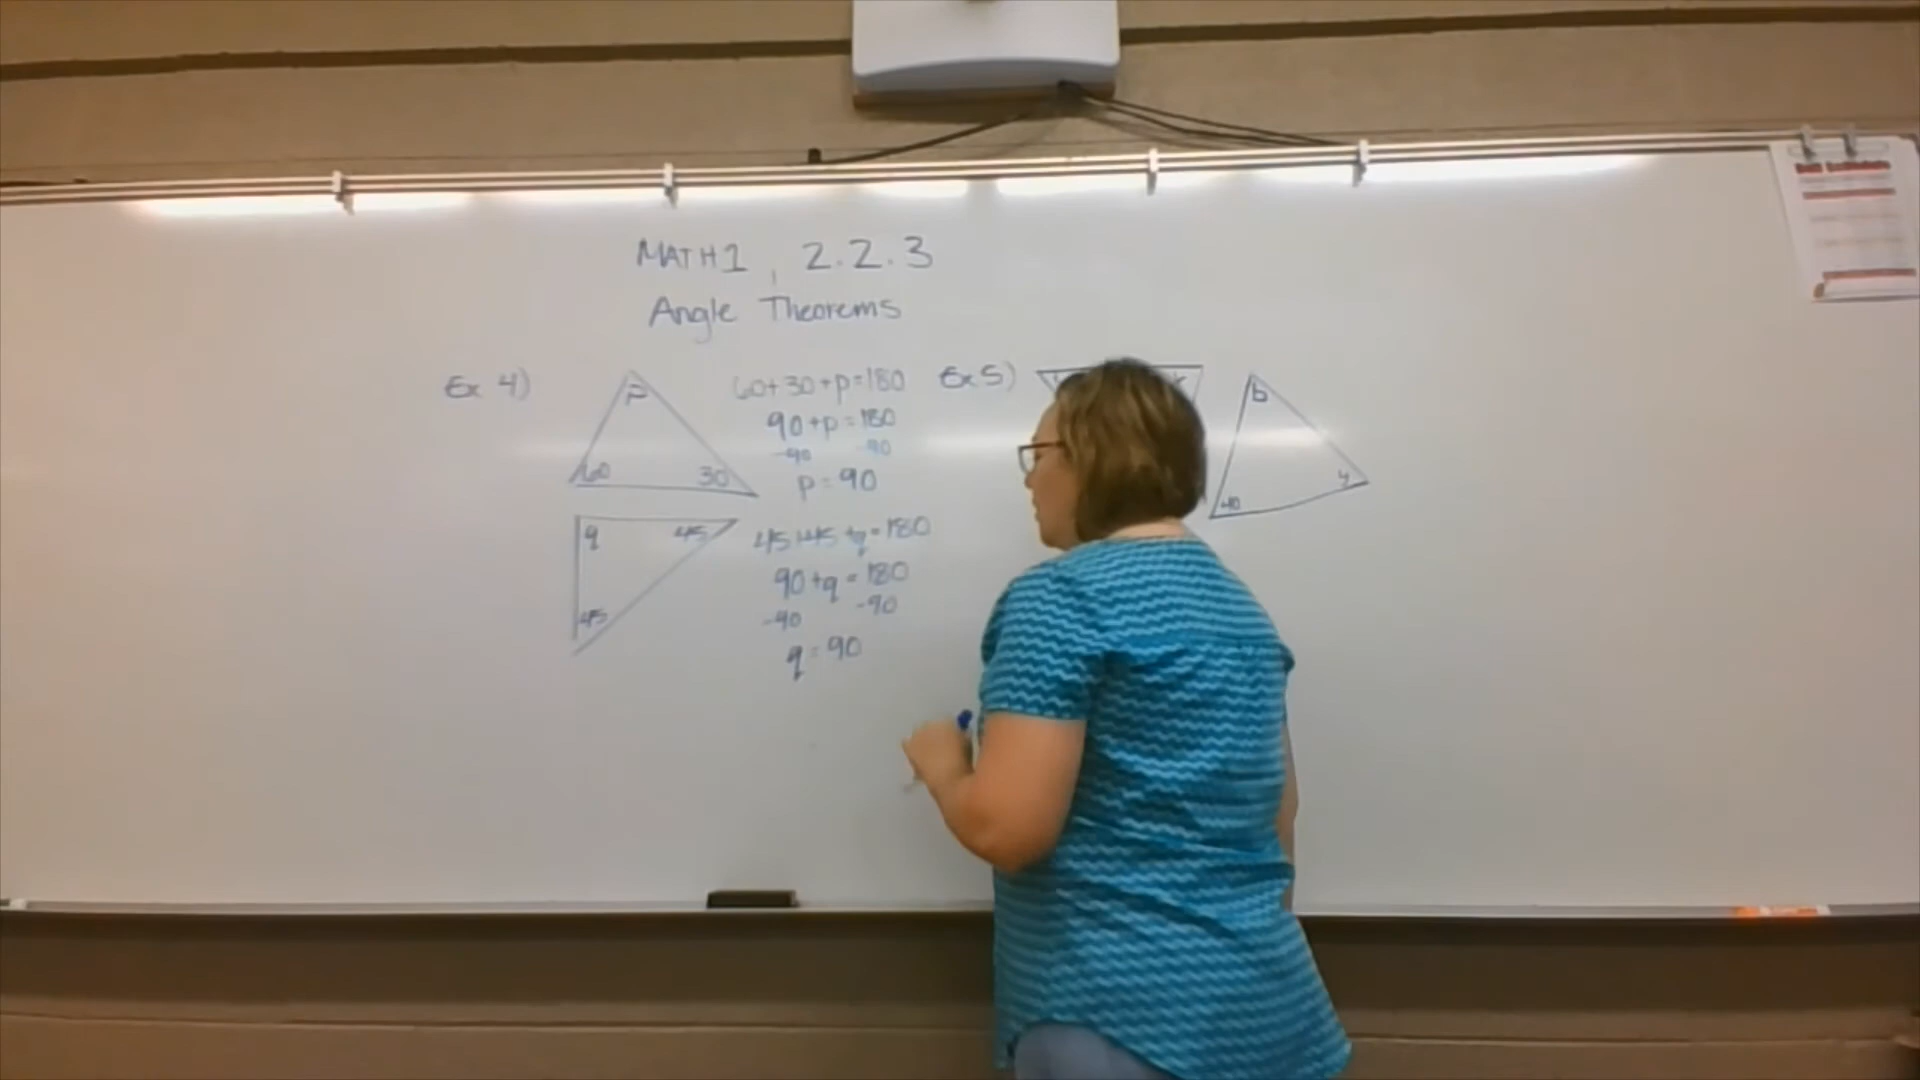 MATH1, 2.2.3
Angle Theorems
Ex 4)
P
60
30
60+30+p=180
90+p=180
-90 -90
p=90
q
45
45
45+45+q=180
90+q=180
-90 -90
q=90
Ex 5)
b
40
y